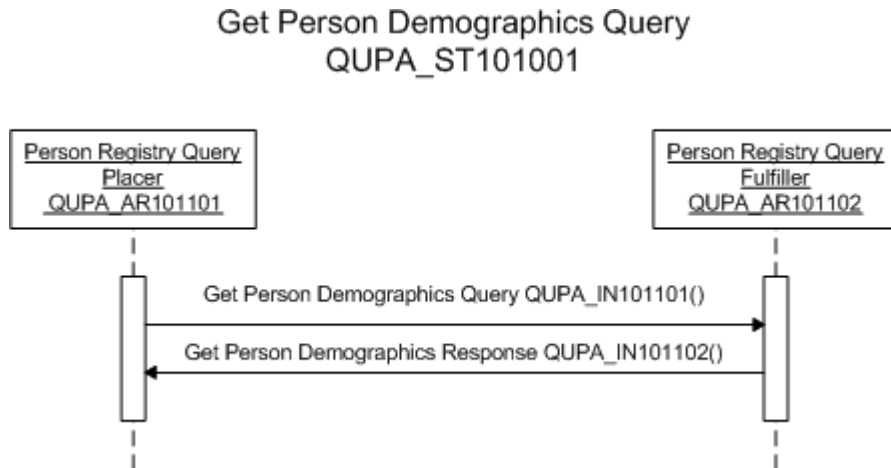 Get Person Demographics Query
QUPA_ST101001
Person Registry Query
Placer
QUPA_AR101101
Person Registry Query
Fulfiller
QUPA_AR101102
Get Person Demographics Query QUPA_IN101101()
Get Person Demographics Response QUPA_IN101102()